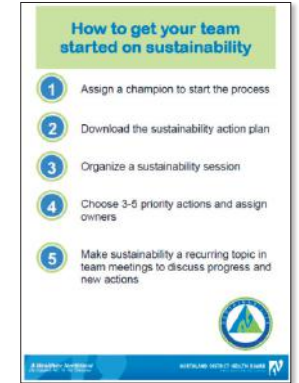 How to get your team
started on sustainability
1 Assign a champion to start the process
2 Download the sustainability action plan
3 Organize a sustainability session
4 Choose 3-5 priority actions and assign
owners
5 Make sustainability a recurring topic in
team meetings to discuss progress and
new actions
A Healthier Northland
NORTHLAND DISTRICT HEALTH BOARD